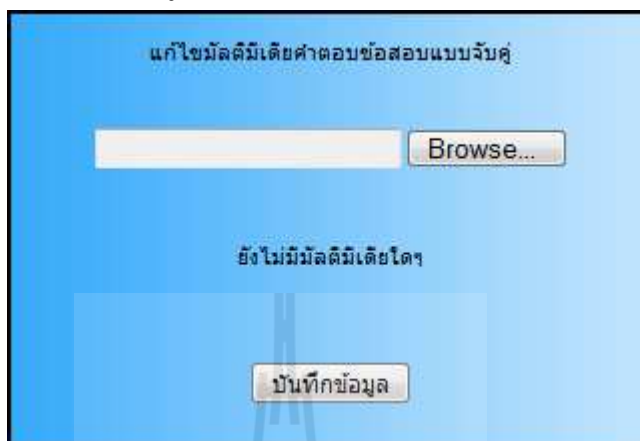 แก้ไขมัลติมีเดียคำตอบข้อสอบแบบจับคู่
Browse...
ยังไม่มีมัลติมีเดียใดๆ
บันทึกข้อมูล